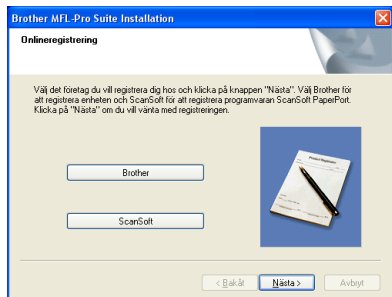 Brother MFL-Pro Suite Installation
Onlineregistrering
Välj det företag du vill registrera dig hos och klicka på knappen "Nästa". Välj Brother för
att registrera enheten och ScanSoft för att registrera programvaran ScanSoft PaperPort.
Klicka på "Nästa" om du vill vänta med registreringen.
Product Registration
Brother
ScanSoft
< Bakåt
Nästa >
Avbryt